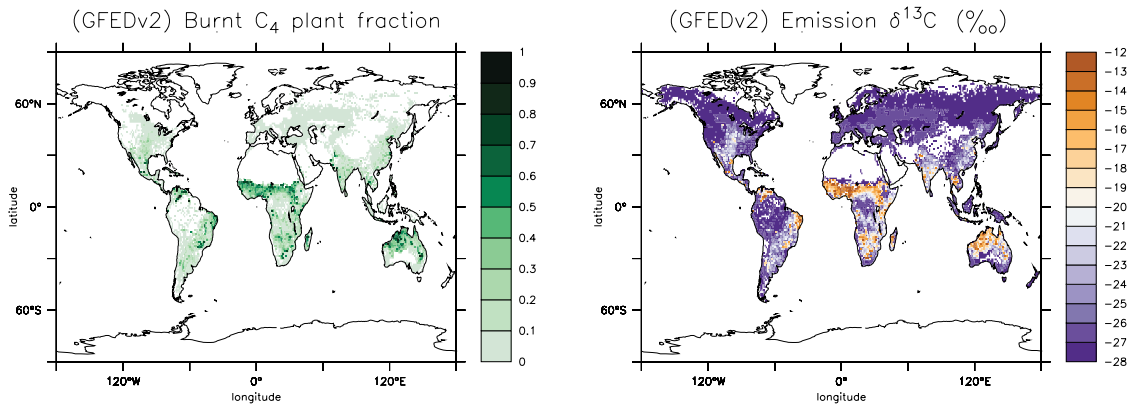 (GFEDv2) Burnt C₄ plant fraction
latitude
60°N
0°
60°S
120°W
0°
120°E
longitude
1
0.9
0.8
0.7
0.6
0.5
0.4
0.3
0.2
0.1
0
(GFEDv2) Emission δ¹³C (‰)
latitude
60°N
0°
60°S
120°W
0°
120°E
longitude
-12
-13
-14
-15
-16
-17
-18
-19
-20
-21
-22
-23
-24
-25
-26
-27
-28